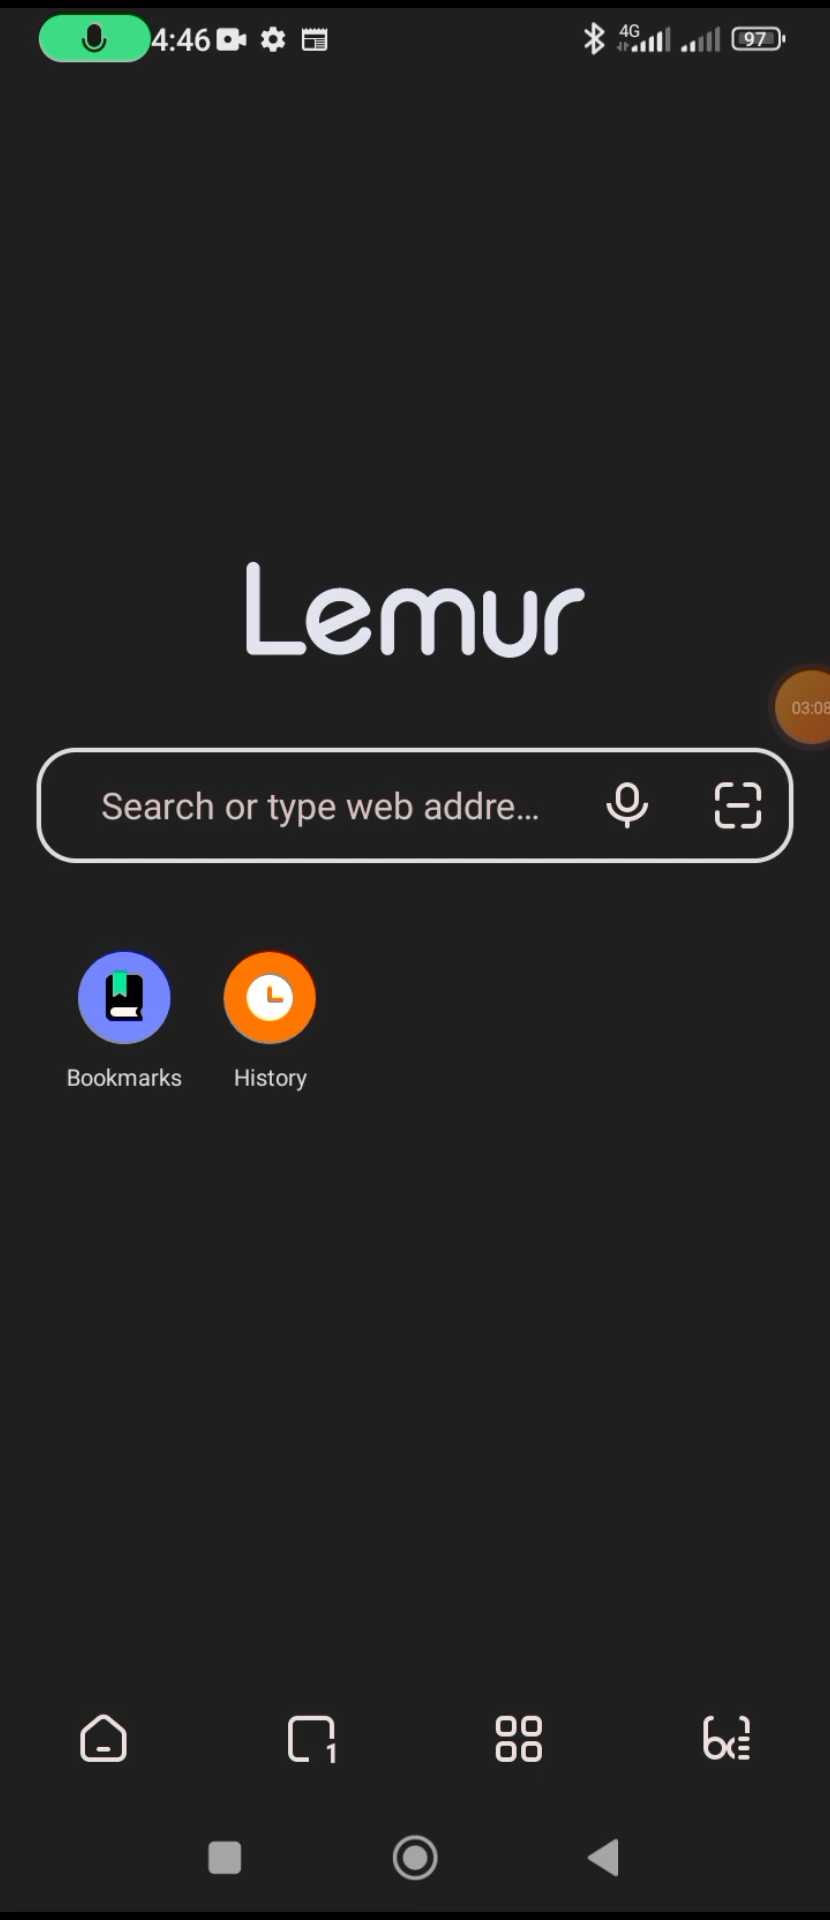 4:46
4G
97
Lemur
03:08
Search or type web addre...
Bookmarks
History
1